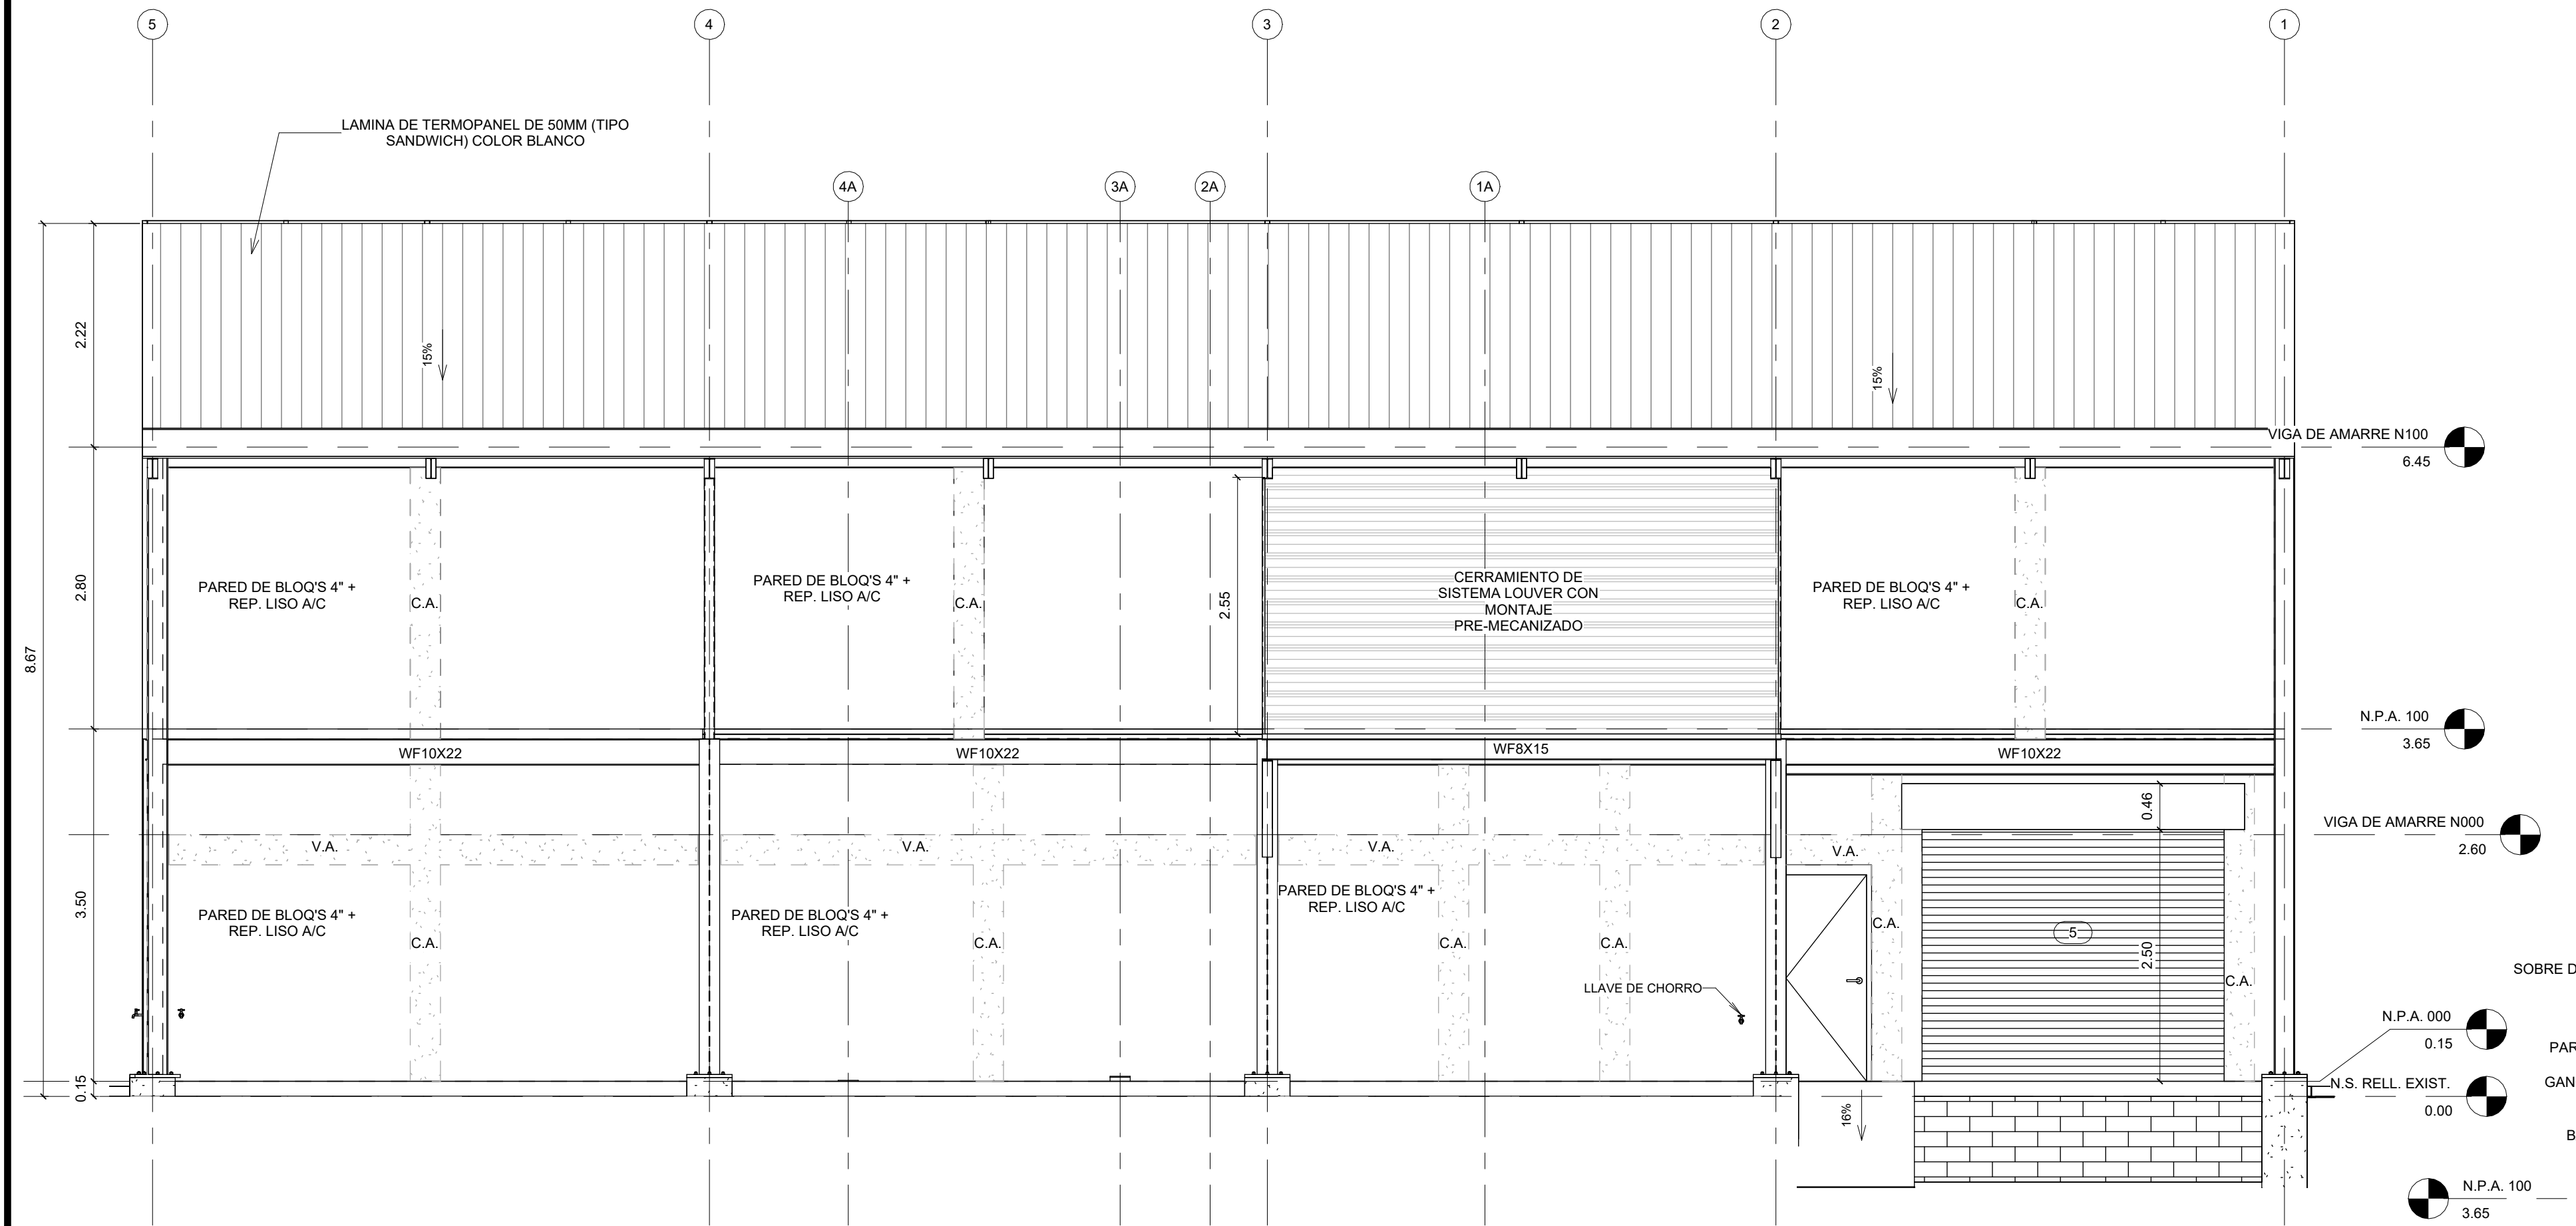 5
4
3
2
1
LAMINA DE TERMOPANEL DE 50MM (TIPO
SANDWICH) COLOR BLANCO
4A
3A
2A
1A
2.22
15%
15%
VIGA DE AMARRE N100
6.45
8.67
2.80
PARED DE BLOQ'S 4" +
REP. LISO A/C
C.A.
PARED DE BLOQ'S 4" +
REP. LISO A/C
C.A.
2.55
CERRAMIENTO DE
SISTEMA LOUVER CON
MONTAJE
PRE-MECANIZADO
PARED DE BLOQ'S 4" +
REP. LISO A/C
C.A.
N.P.A. 100
3.65
WF10X22
WF10X22
WF8X15
WF10X22
0.46
VIGA DE AMARRE N000
2.60
V.A.
V.A.
V.A.
V.A.
3.50
PARED DE BLOQ'S 4" +
REP. LISO A/C
C.A.
PARED DE BLOQ'S 4" +
REP. LISO A/C
C.A.
PARED DE BLOQ'S 4" +
REP. LISO A/C
C.A.
C.A.
C.A.
5
2.50
C.A.
LLAVE DE CHORRO
SOBRE D
N.P.A. 000
0.15
PAR
0.15
N.S. RELL. EXIST.
0.00
GAN
16%
B
N.P.A. 100
3.65